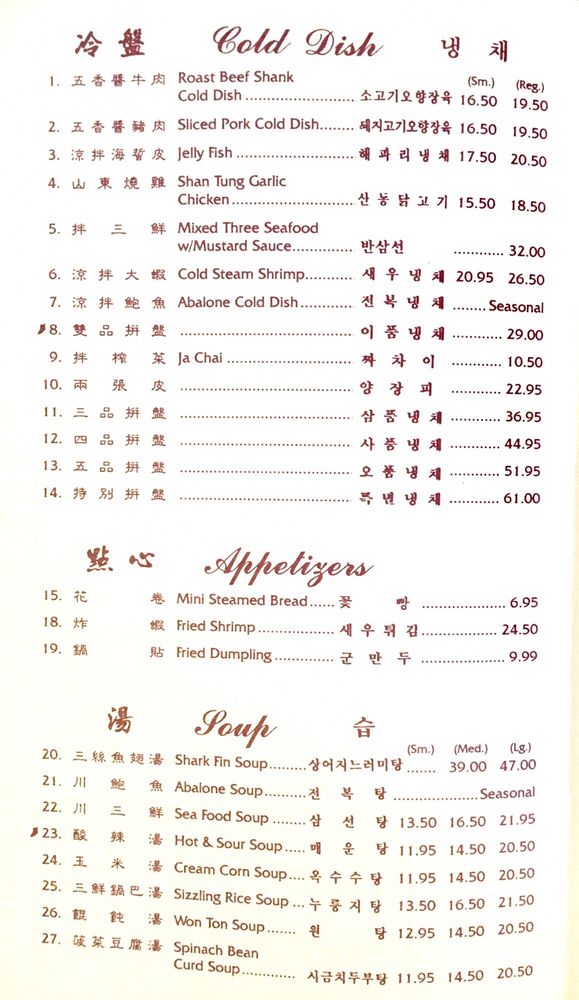 冷盤 Cold Dish 냉채
(Sm.) (Reg.)
1. 五香醬牛肉 Roast Beef Shank
Cold Dish ........................ 소고기오향장육 16.50 19.50
2. 五香醬豬肉 Sliced Pork Cold Dish........ 돼지고기오향장육 16.50 19.50
3. 涼拌海蜇皮 Jelly Fish .......................... 해파리냉채 17.50 20.50
4. 山東燒雞 Shan Tung Garlic
Chicken........................... 산동닭고기 15.50 18.50
5. 拌三鮮 Mixed Three Seafood
w/Mustard Sauce.............. 반삼선 ............ 32.00
6. 涼拌大蝦 Cold Steam Shrimp........... 새우냉채 20.95 26.50
7. 涼拌鮑魚 Abalone Cold Dish ............ 전복냉채 ........ Seasonal
8. 雙品拼盤 ...................................... 이품냉채 ............ 29.00
9. 拌榨菜 Ja Chai ............................ 짜차이 ............ 10.50
10. 兩張皮 ...................................... 양장피 ............ 22.95
11. 三品拼盤 ...................................... 삼품냉채 ............ 36.95
12. 四品拼盤 ...................................... 사품냉채 ............ 44.95
13. 五品拼盤 ...................................... 오품냉채 ............ 51.95
14. 特別拼盤 ...................................... 특별냉채 ............ 61.00
點心 Appetizers
15. 花卷 Mini Steamed Bread...... 꽃빵 .................... 6.95
18. 炸蝦 Fried Shrimp ................. 새우튀김.................. 24.50
19. 鍋貼 Fried Dumpling ............. 군만두 .................... 9.99
湯 Soup 습
(Sm.) (Med.) (Lg.)
20. 三絲魚翅湯 Shark Fin Soup......... 상어지느러미탕 ....... 39.00 47.00
21. 川鮑魚 Abalone Soup.......... 전복탕 .....................Seasonal
22. 川三鮮 Sea Food Soup ........ 삼선탕 13.50 16.50 21.95
23. 酸辣湯 Hot & Sour Soup ..... 매운탕 11.95 14.50 20.50
24. 玉米湯 Cream Corn Soup.... 옥수수탕 11.95 14.50 20.50
25. 三鮮鍋巴湯 Sizzling Rice Soup ... 누룽지탕 13.50 16.50 21.50
26. 餛飩湯 Won Ton Soup....... 원탕 12.95 14.50 20.50
27. 菠菜豆腐湯 Spinach Bean
Curd Soup............. 시금치두부탕 11.95 14.50 20.50